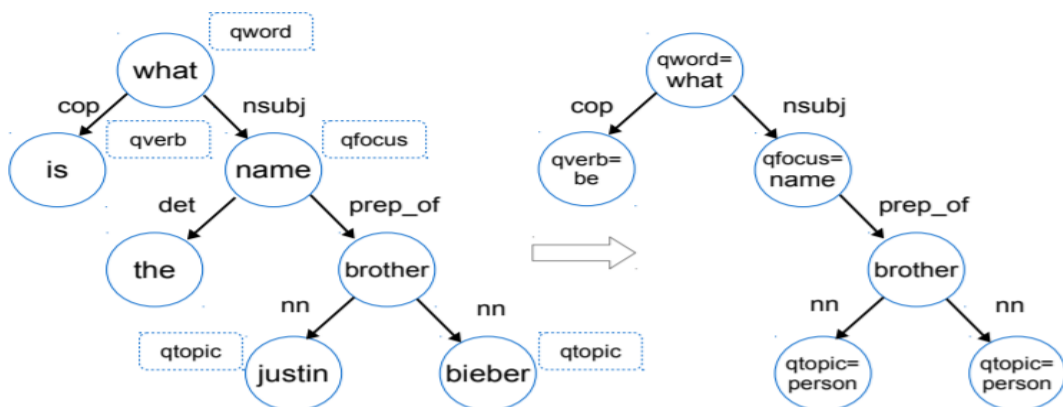 qword
what
cop
nsubj
qverb
qfocus
is
name
det
prep_of
the
brother
nn
nn
qtopic
qtopic
justin
bieber
qword=
what
cop
nsubj
qverb=
be
qfocus=
name
prep_of
brother
nn
nn
qtopic=
person
qtopic=
person